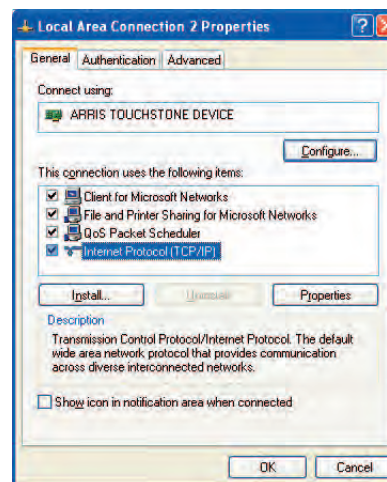 Local Area Connection 2 Properties
General Authentication Advanced
Connect using:
ARRIS TOUCHSTONE DEVICE
Configure...
This connection uses the following items:
Client for Microsoft Networks
File and Printer Sharing for Microsoft Networks
QoS Packet Scheduler
Internet Protocol (TCP/IP)
Install... Uninstall Properties
Description
Transmission Control Protocol/Internet Protocol. The default
wide area network protocol that provides communication
across diverse interconnected networks.
Show icon in notification area when connected
OK Cancel